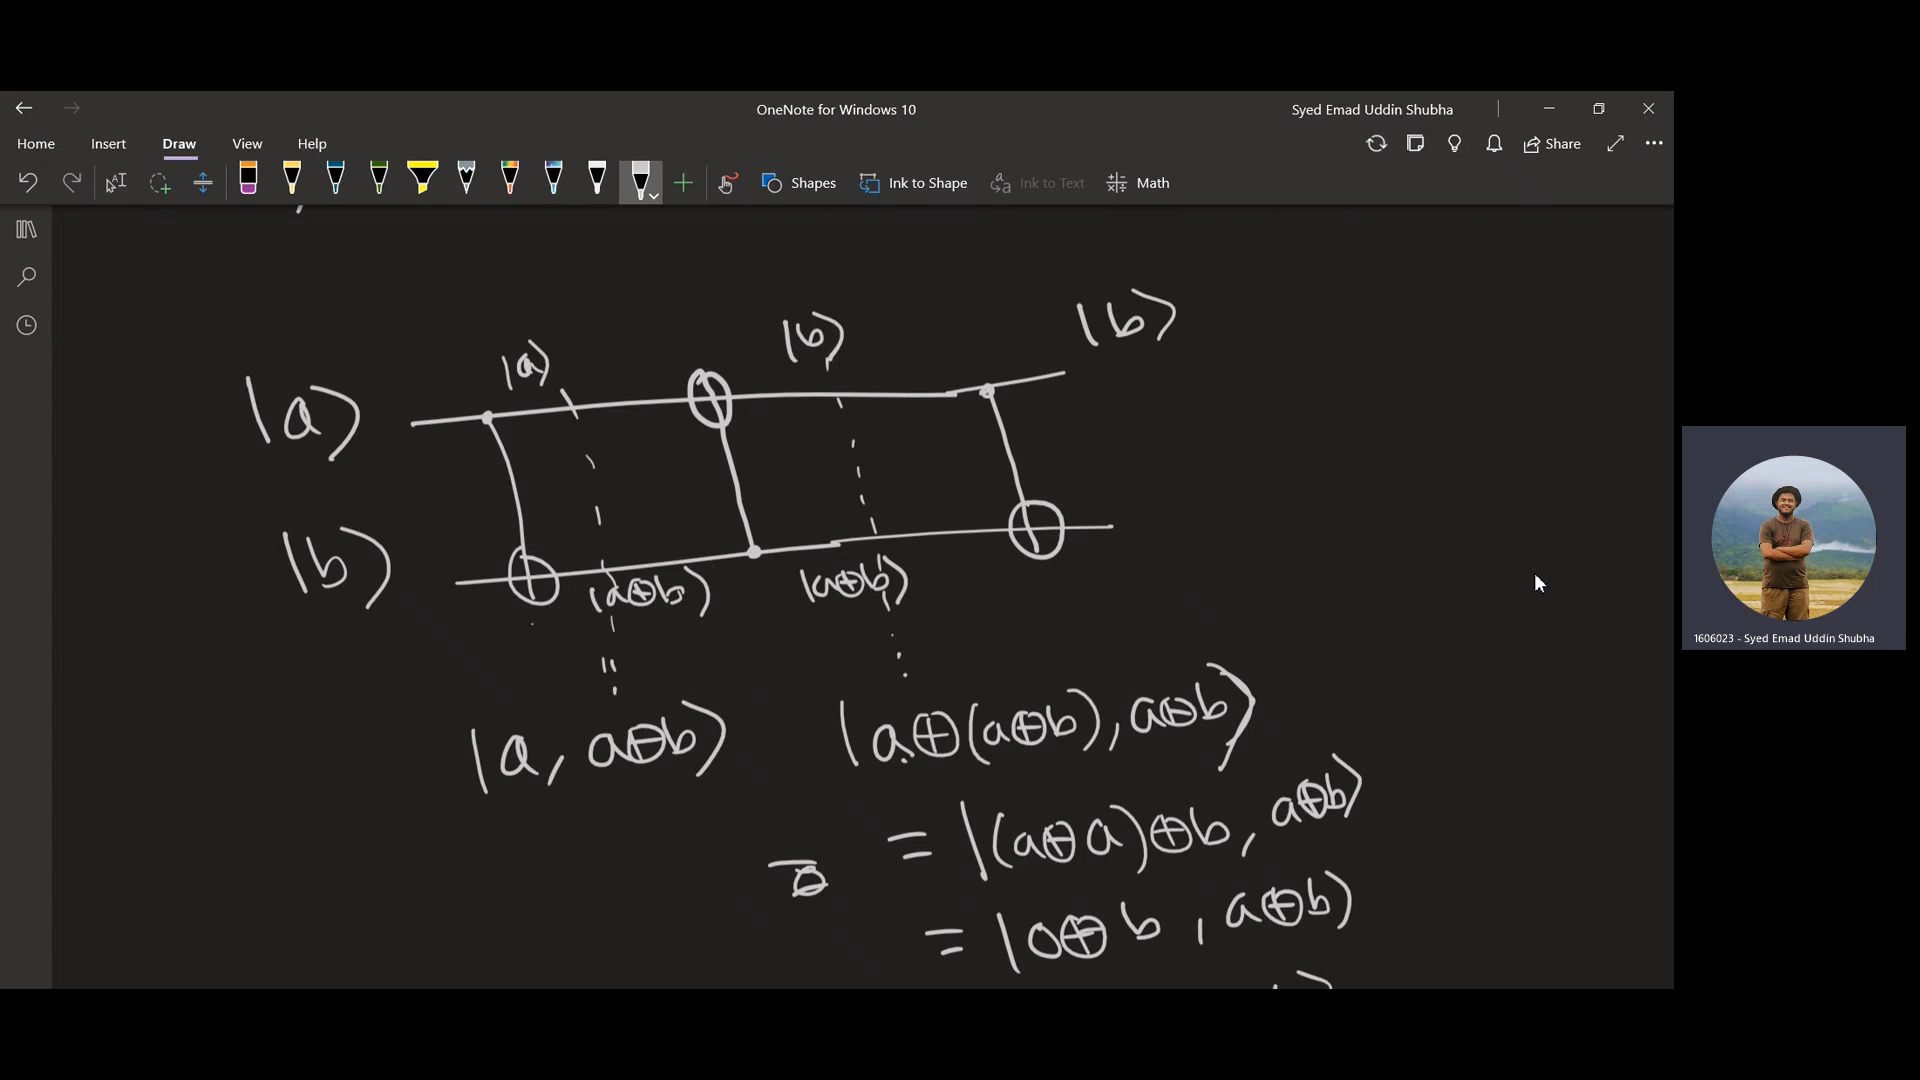 OneNote for Windows 10
Syed Emad Uddin Shubha
Home Insert Draw View Help
Share
Shapes Ink to Shape Ink to Text Math
|a⟩ |b⟩ |b⟩
|a⟩
|b⟩
|a⊕b⟩ |a⊕b⟩
|a, a⊕b⟩ |a⊕(a⊕b), a⊕b⟩
= |(a⊕a)⊕b, a⊕b⟩
= |0⊕b, a⊕b⟩
1606023 - Syed Emad Uddin Shubha